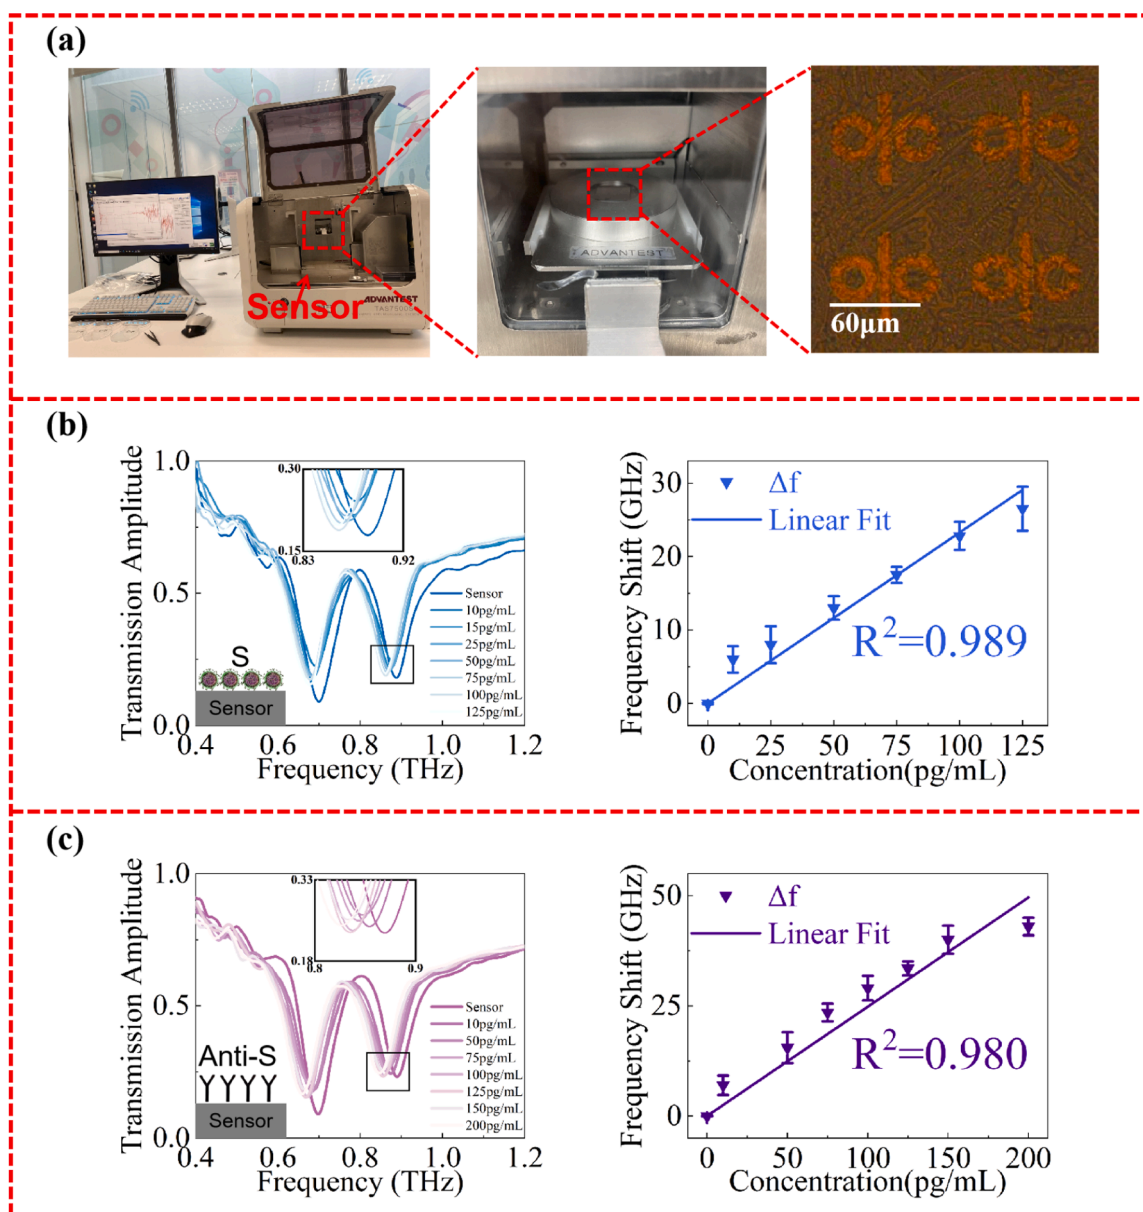 (a)
Sensor
ADVANTEST
ADVANTEST
60μm
(b)
Transmission Amplitude
1.0
0.5
0.0
0.4
0.6
0.8
1.0
1.2
Frequency (THz)
0.30
0.15
0.83
0.92
Sensor
10pg/mL
15pg/mL
25pg/mL
50pg/mL
75pg/mL
100pg/mL
125pg/mL
S
Sensor
Frequency Shift (GHz)
30
20
10
0
0
25
50
75
100
125
Concentration(pg/mL)
Δf
Linear Fit
R²=0.989
(c)
Transmission Amplitude
1.0
0.5
0.0
0.4
0.6
0.8
1.0
1.2
Frequency (THz)
0.33
0.18
0.8
0.9
Sensor
10pg/mL
50pg/mL
75pg/mL
100pg/mL
125pg/mL
150pg/mL
200pg/mL
Anti-S
Sensor
Frequency Shift (GHz)
50
25
0
0
50
100
150
200
Concentration(pg/mL)
Δf
Linear Fit
R²=0.980